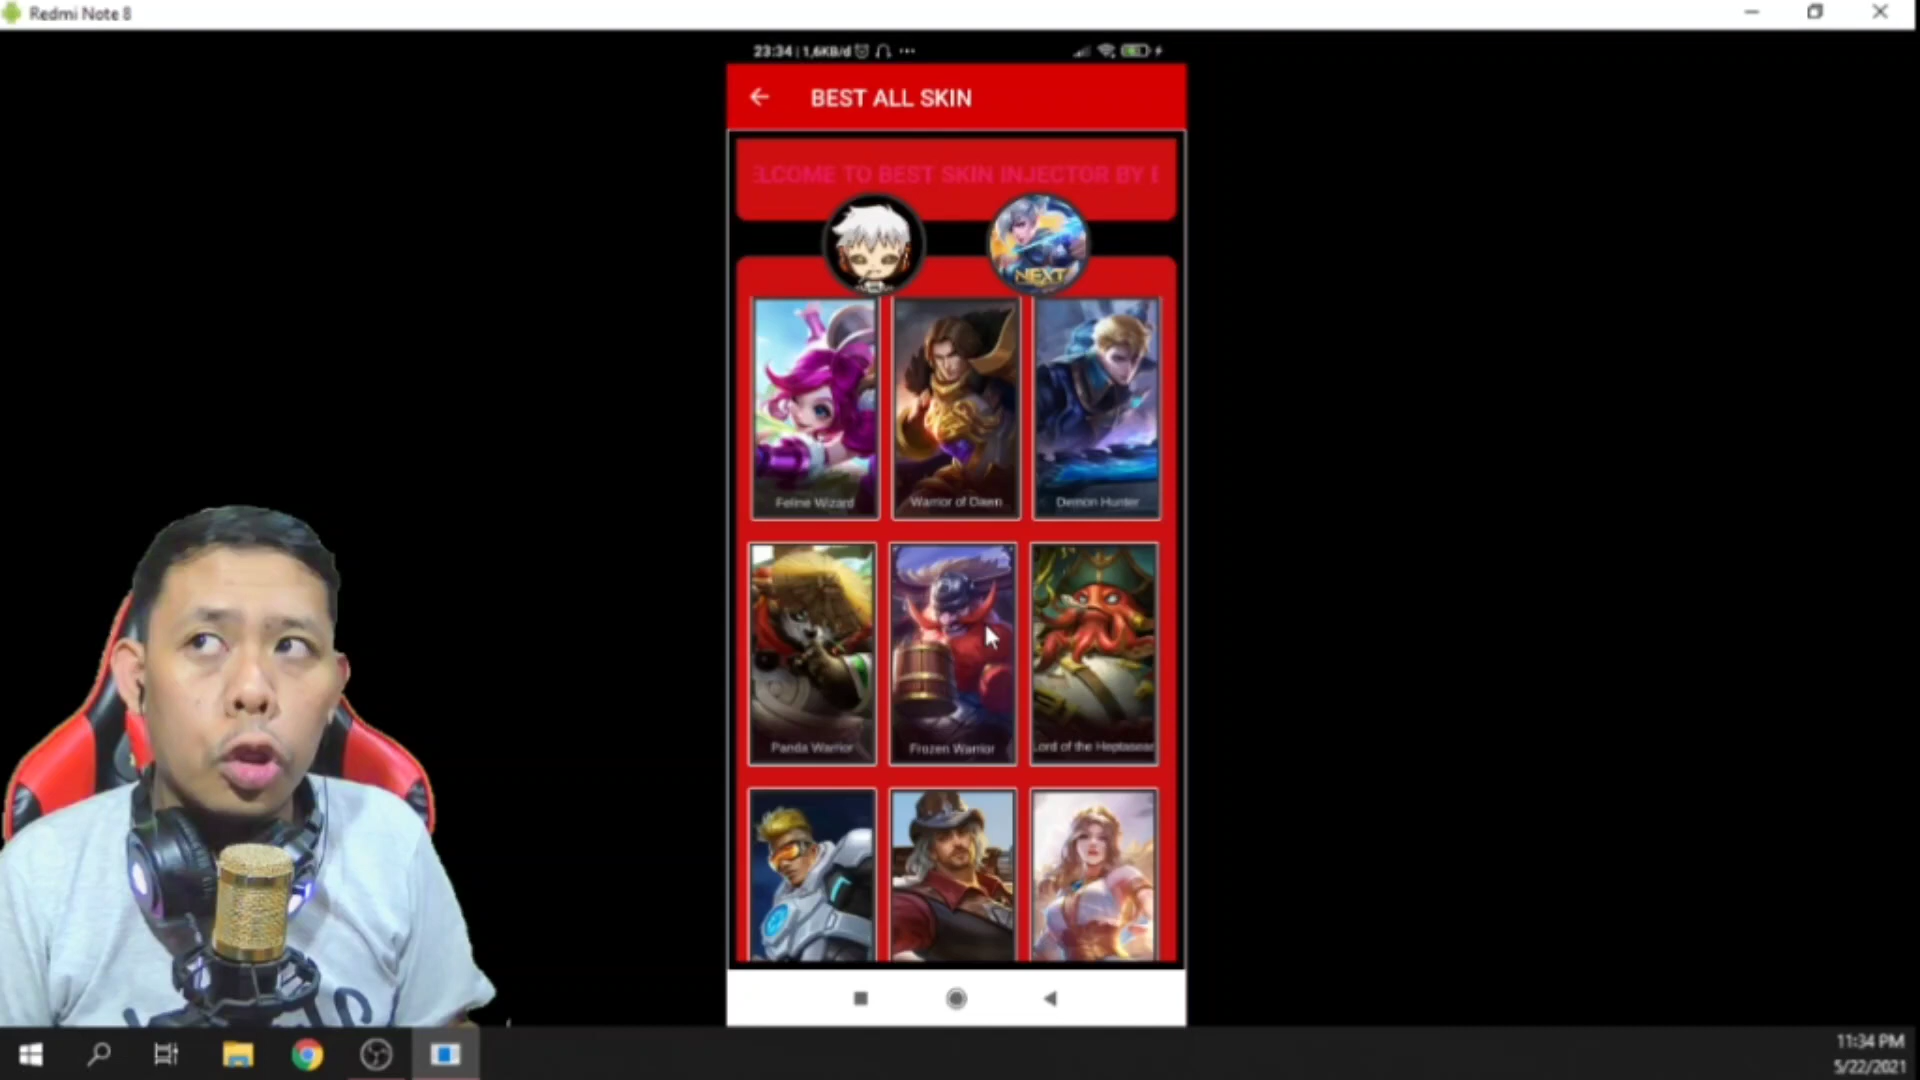 Redmi Note 8
23:34 | 1,6KB/d
BEST ALL SKIN
ELCOME TO BEST SKIN INJECTOR BY
NEXT
Feline Wizard
Warrior of Dawn
Demon Hunter
Panda Warrior
Frozen Warrior
Lord of the Heptaseas
11:34 PM
5/22/2021